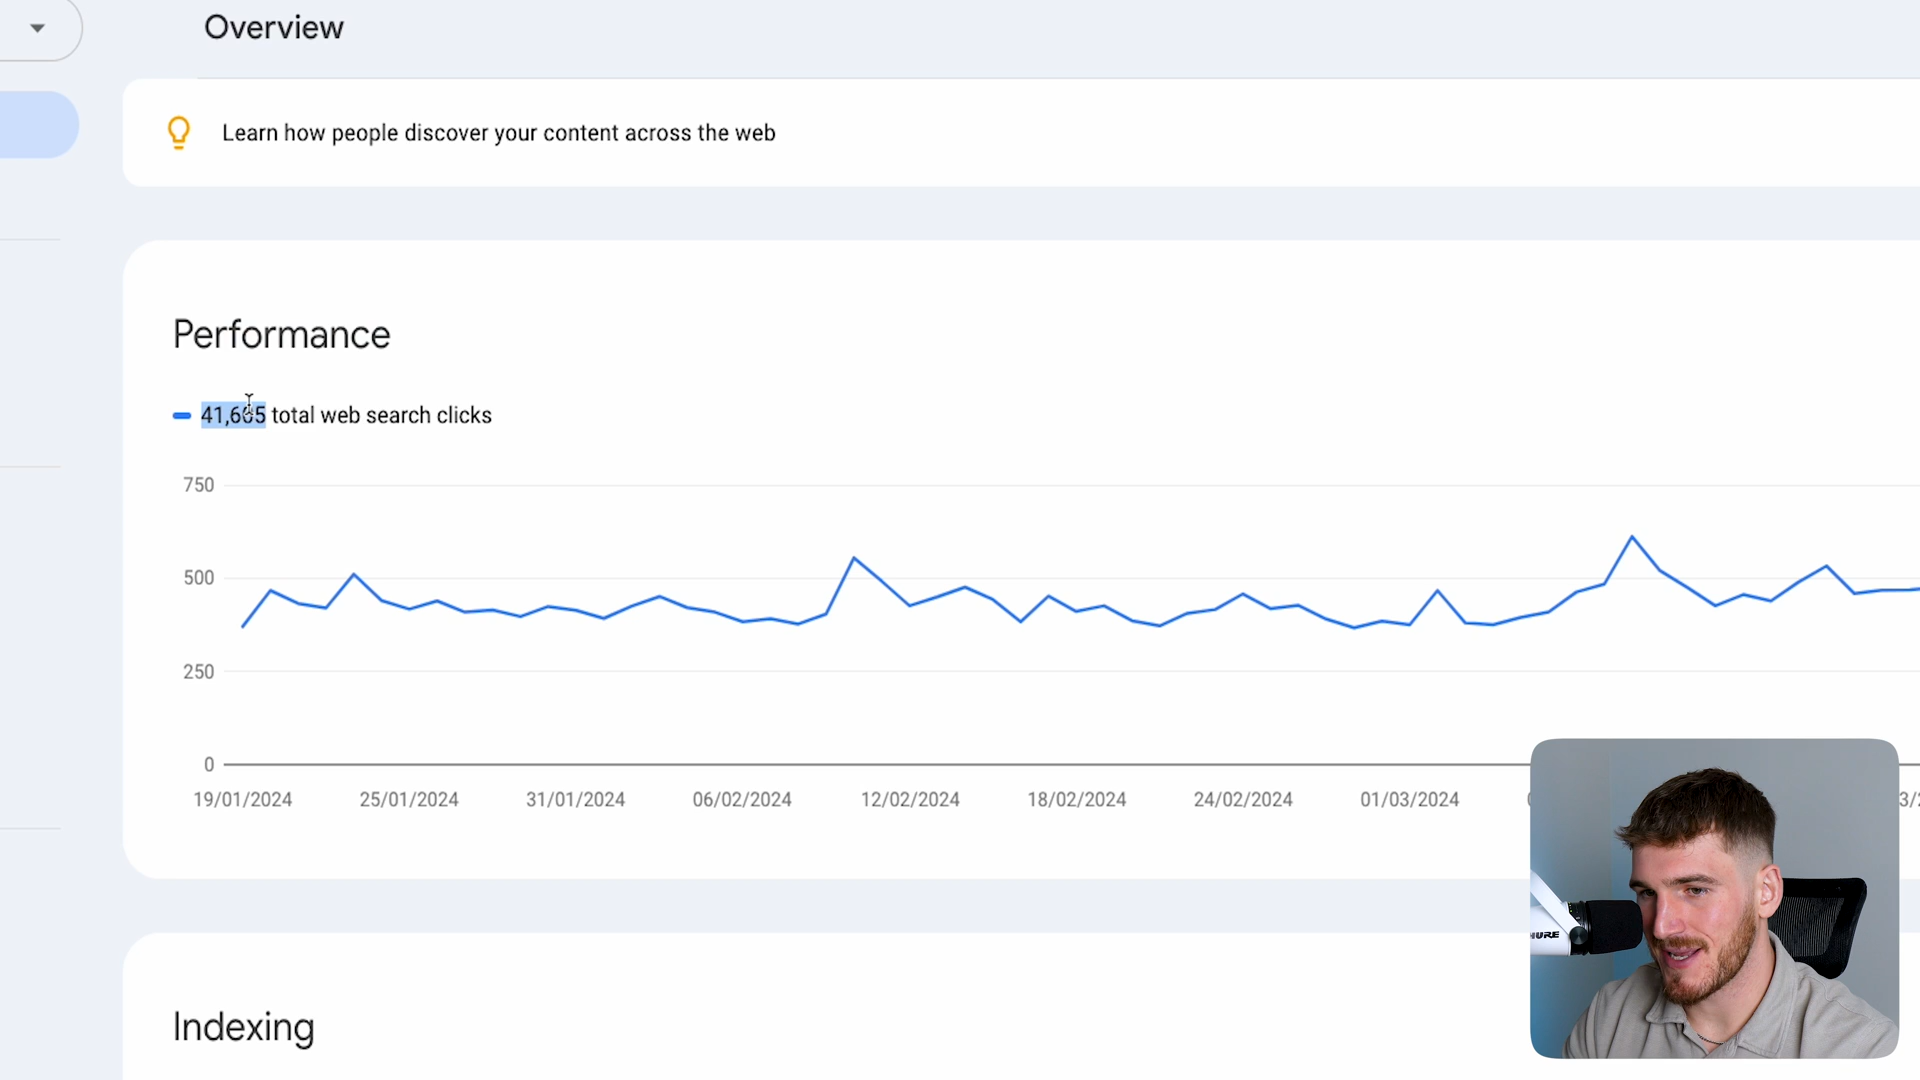 Overview
Learn how people discover your content across the web
Performance
total web search clicks
750
500
250
0
19/01/2024
25/01/2024
31/01/2024
06/02/2024
12/02/2024
18/02/2024
24/02/2024
01/03/2024
Indexing